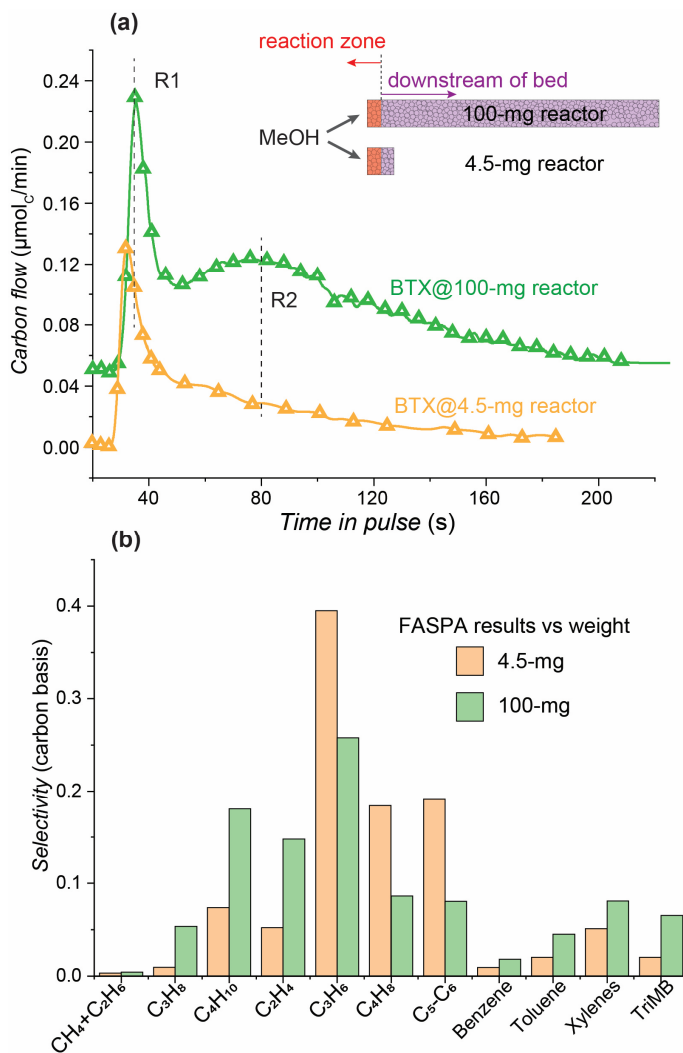 (a)
reaction zone
downstream of bed
100-mg reactor
MeOH
4.5-mg reactor
R1
R2
BTX@100-mg reactor
BTX@4.5-mg reactor
Carbon flow (μmolC/min)
0.24
0.20
0.16
0.12
0.08
0.04
0.00
40
80
120
160
200
Time in pulse (s)
(b)
FASPA results vs weight
4.5-mg
100-mg
Selectivity (carbon basis)
0.4
0.3
0.2
0.1
0.0
CH₄+C₂H₆
C₃H₈
C₄H₁₀
C₂H₄
C₃H₆
C₄H₈
C₅-C₆
Benzene
Toluene
Xylenes
TriMB